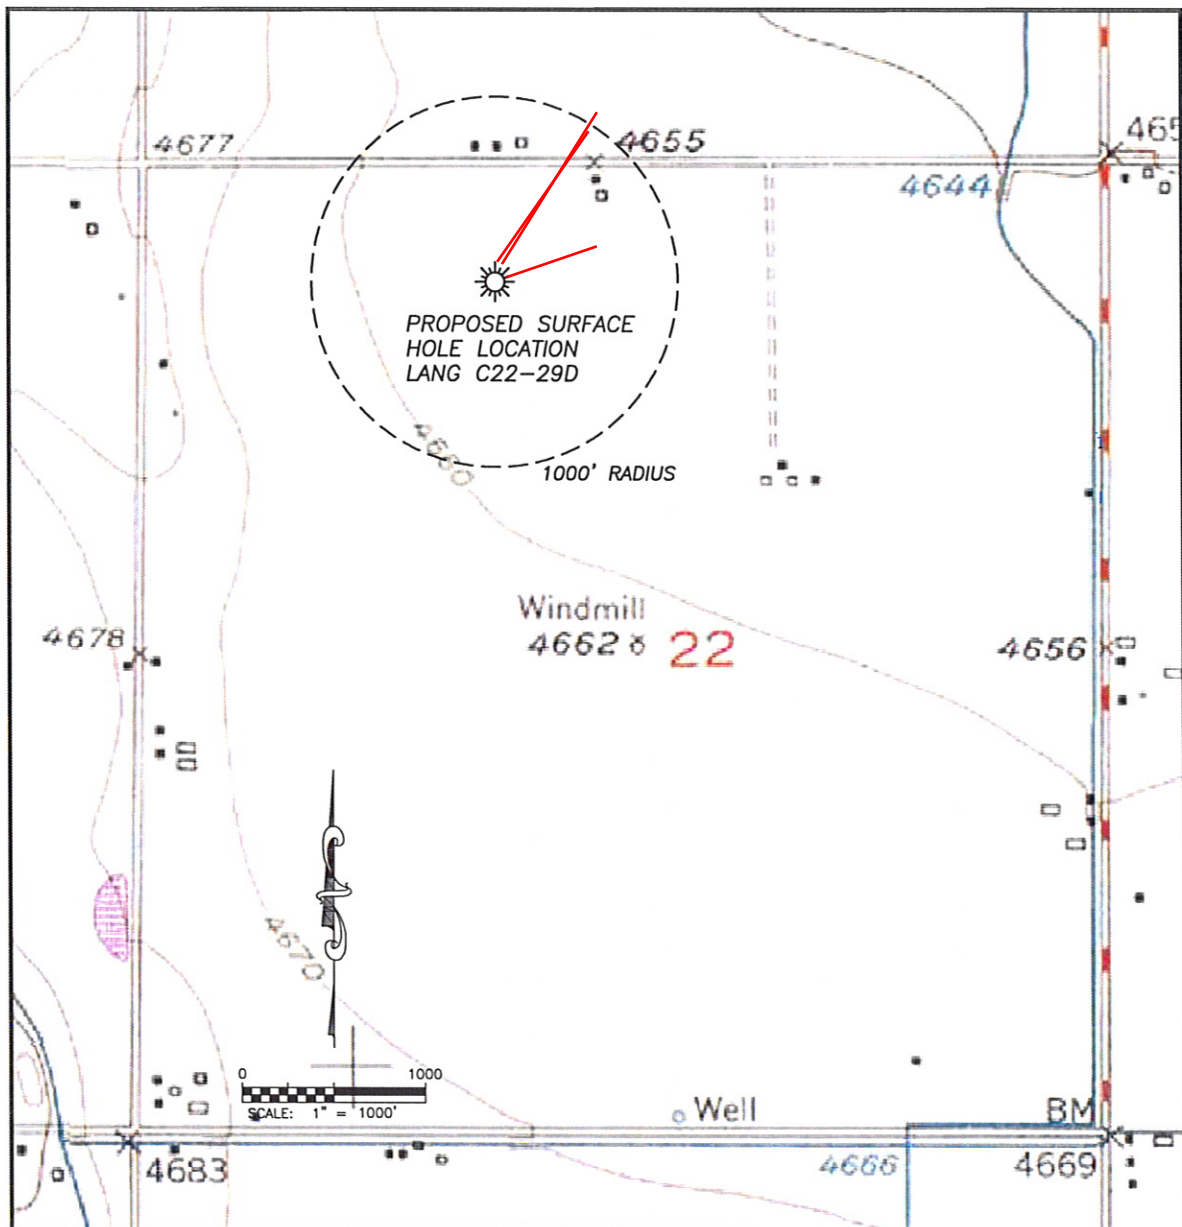 4677
4655
465
4644
PROPOSED SURFACE
HOLE LOCATION
LANG C22-29D
4660
1000' RADIUS
Windmill
4662 22
4678
4656
4670
0 1000
SCALE: 1" = 1000'
Well
BM
4683
4666
4669